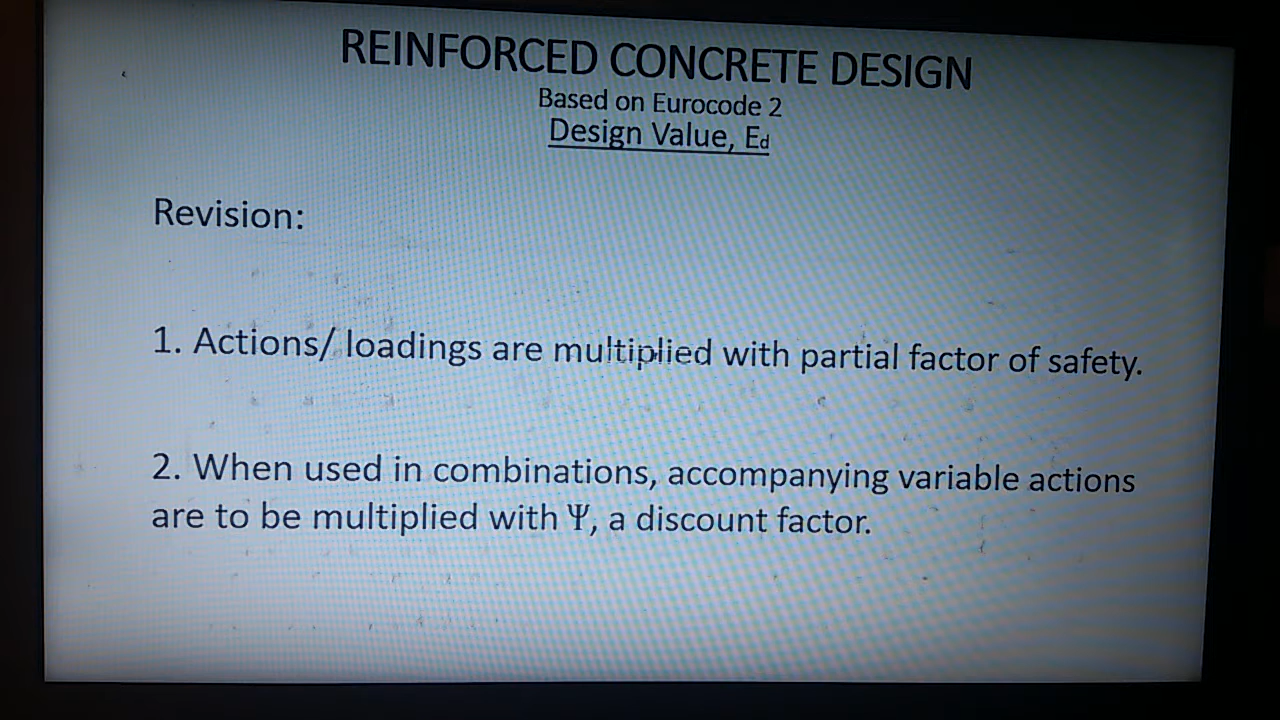 REINFORCED CONCRETE DESIGN
Based on Eurocode 2
Design Value, Ed
Revision:
1. Actions/ loadings are multiplied with partial factor of safety.
2. When used in combinations, accompanying variable actions
are to be multiplied with Ψ, a discount factor.